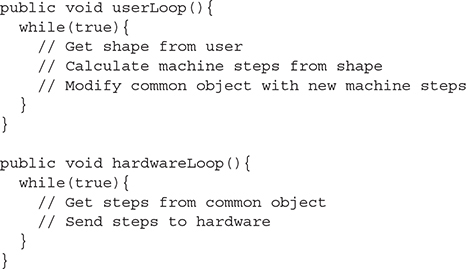 public void userLoop(){
  while(true){
    // Get shape from user
    // Calculate machine steps from shape
    // Modify common object with new machine steps
  }
}

public void hardwareLoop(){
  while(true){
    // Get steps from common object
    // Send steps to hardware
  }
}